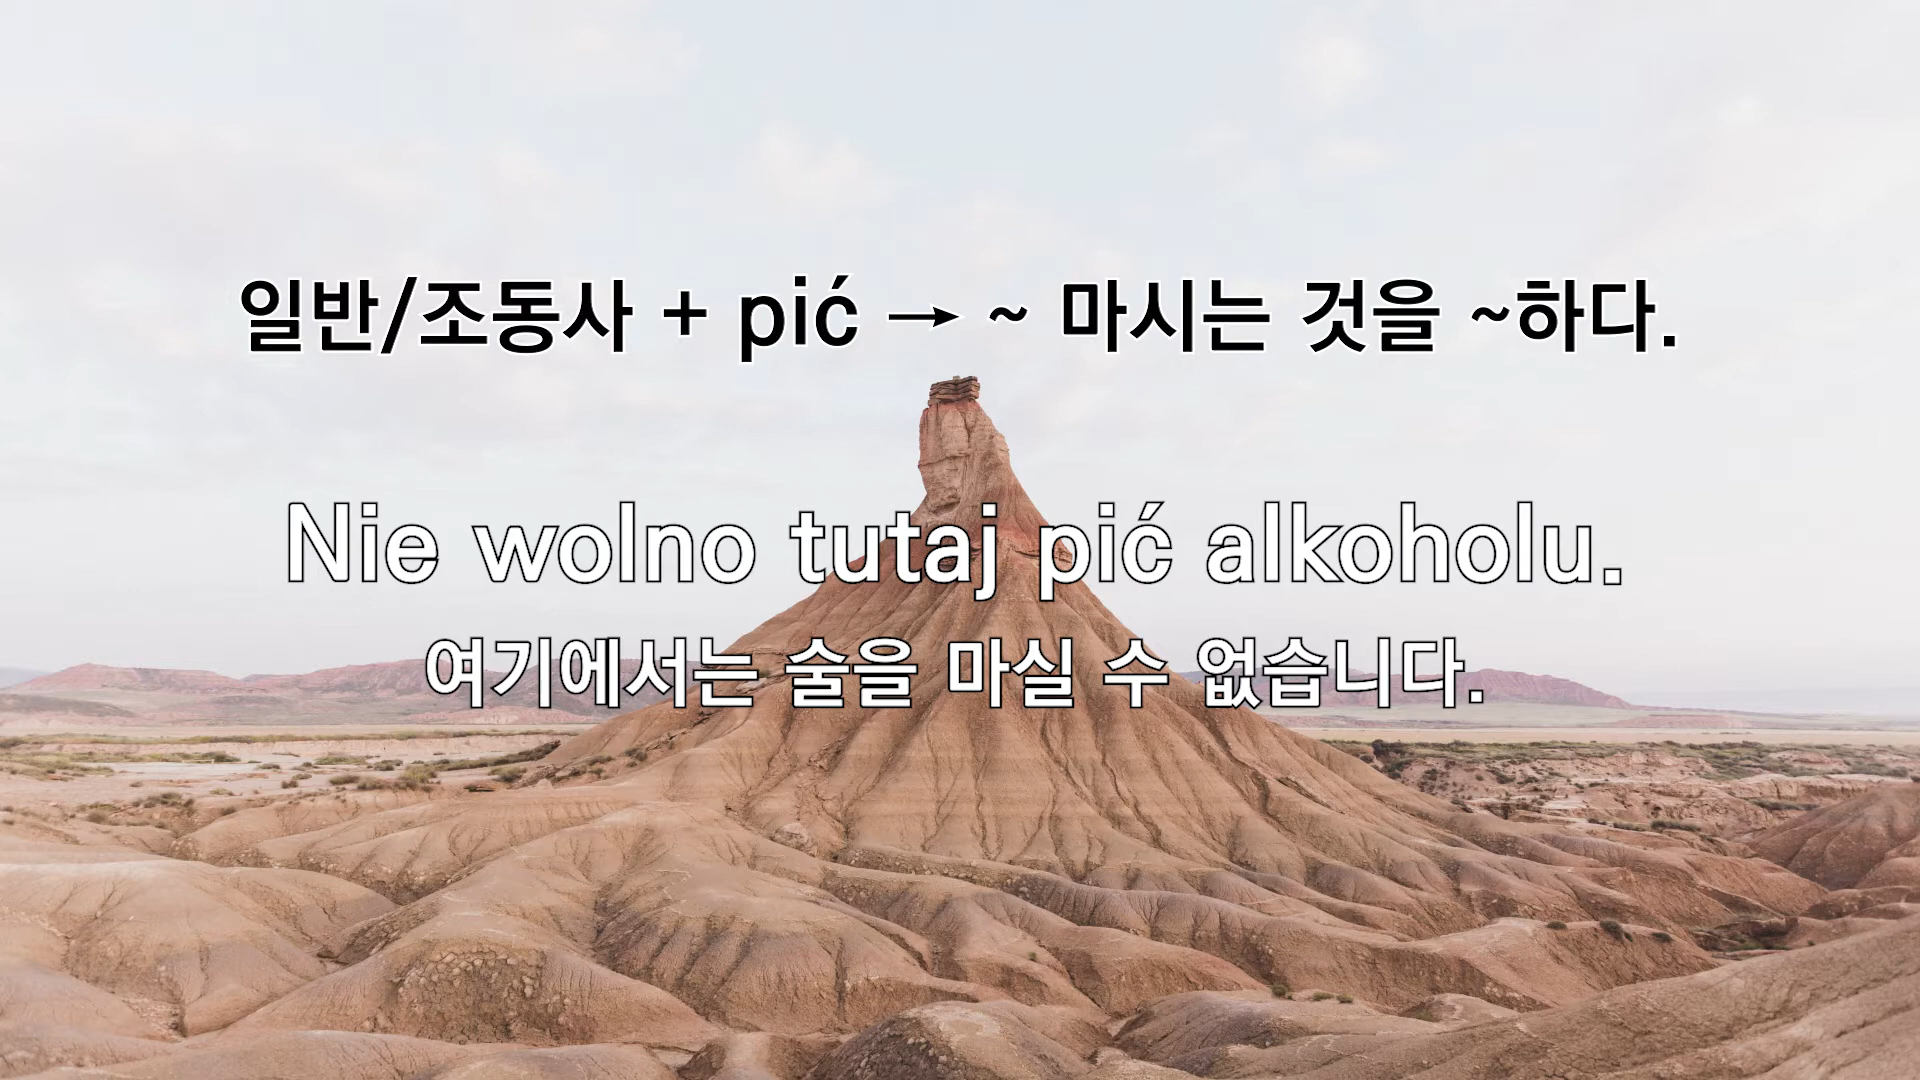 일반/조동사 + pić → ~ 마시는 것을 ~하다.
Nie wolno tutaj pić alkoholu.
여기에서는 술을 마실 수 없습니다.